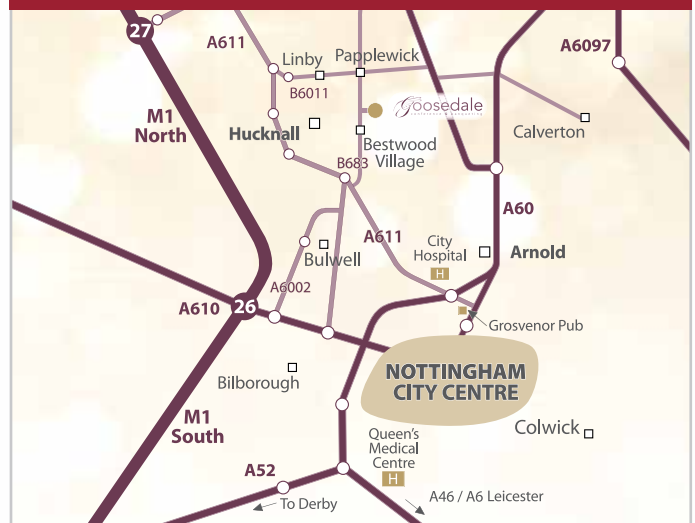 27
A611
A6097
Linby
Papplewick
B6011
Goosedale
M1
North
Hucknall
Calverton
Bestwood
Village
B683
A60
A611
City
Hospital
H
Arnold
Bulwell
A6002
A610
26
Grosvenor Pub
NOTTINGHAM
CITY CENTRE
Bilborough
M1
South
Colwick
Queen's
Medical
Centre
H
A52
To Derby
A46 / A6 Leicester